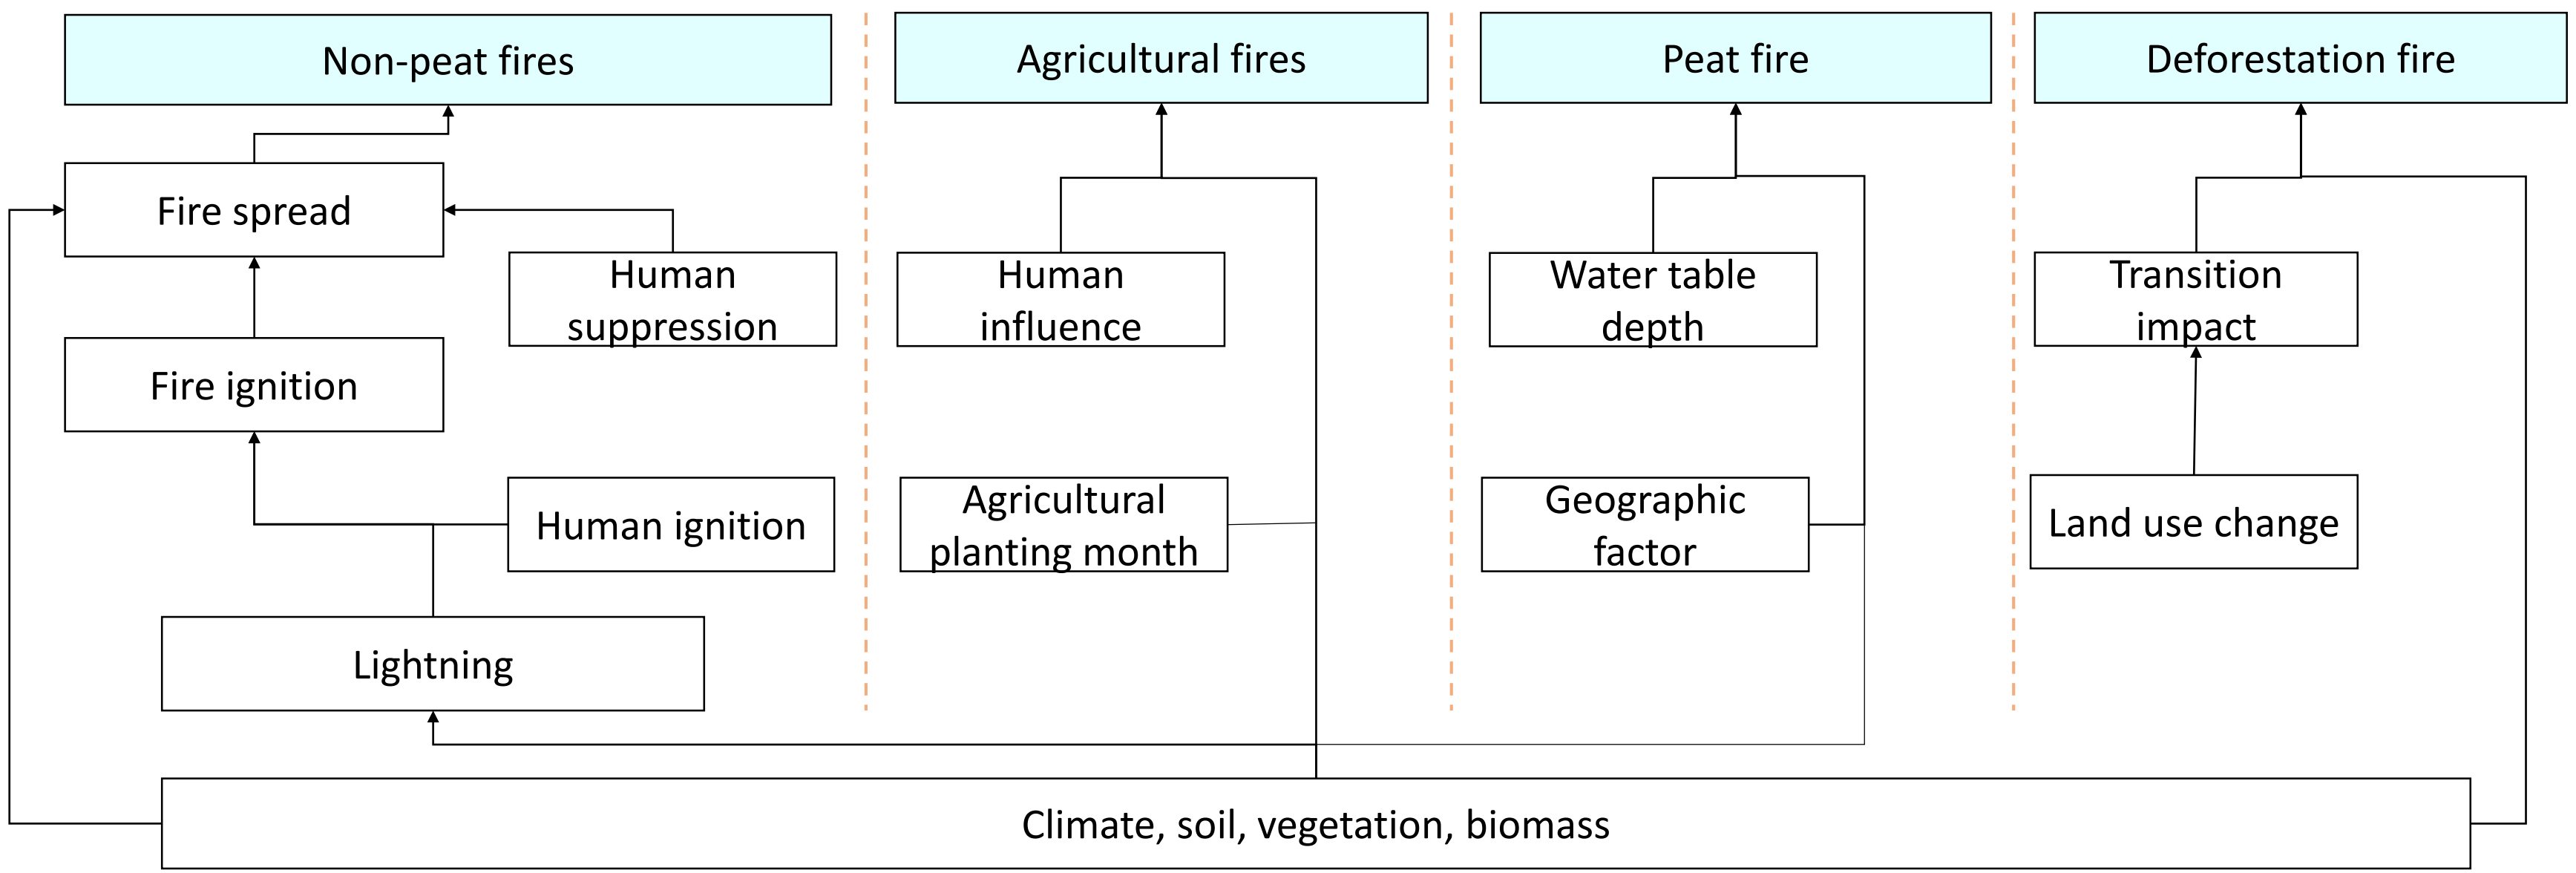 Non-peat fires
Agricultural fires
Peat fire
Deforestation fire
Fire spread
Human
suppression
Human
influence
Water table
depth
Transition
impact
Fire ignition
Human ignition
Agricultural
planting month
Geographic
factor
Land use change
Lightning
Climate, soil, vegetation, biomass